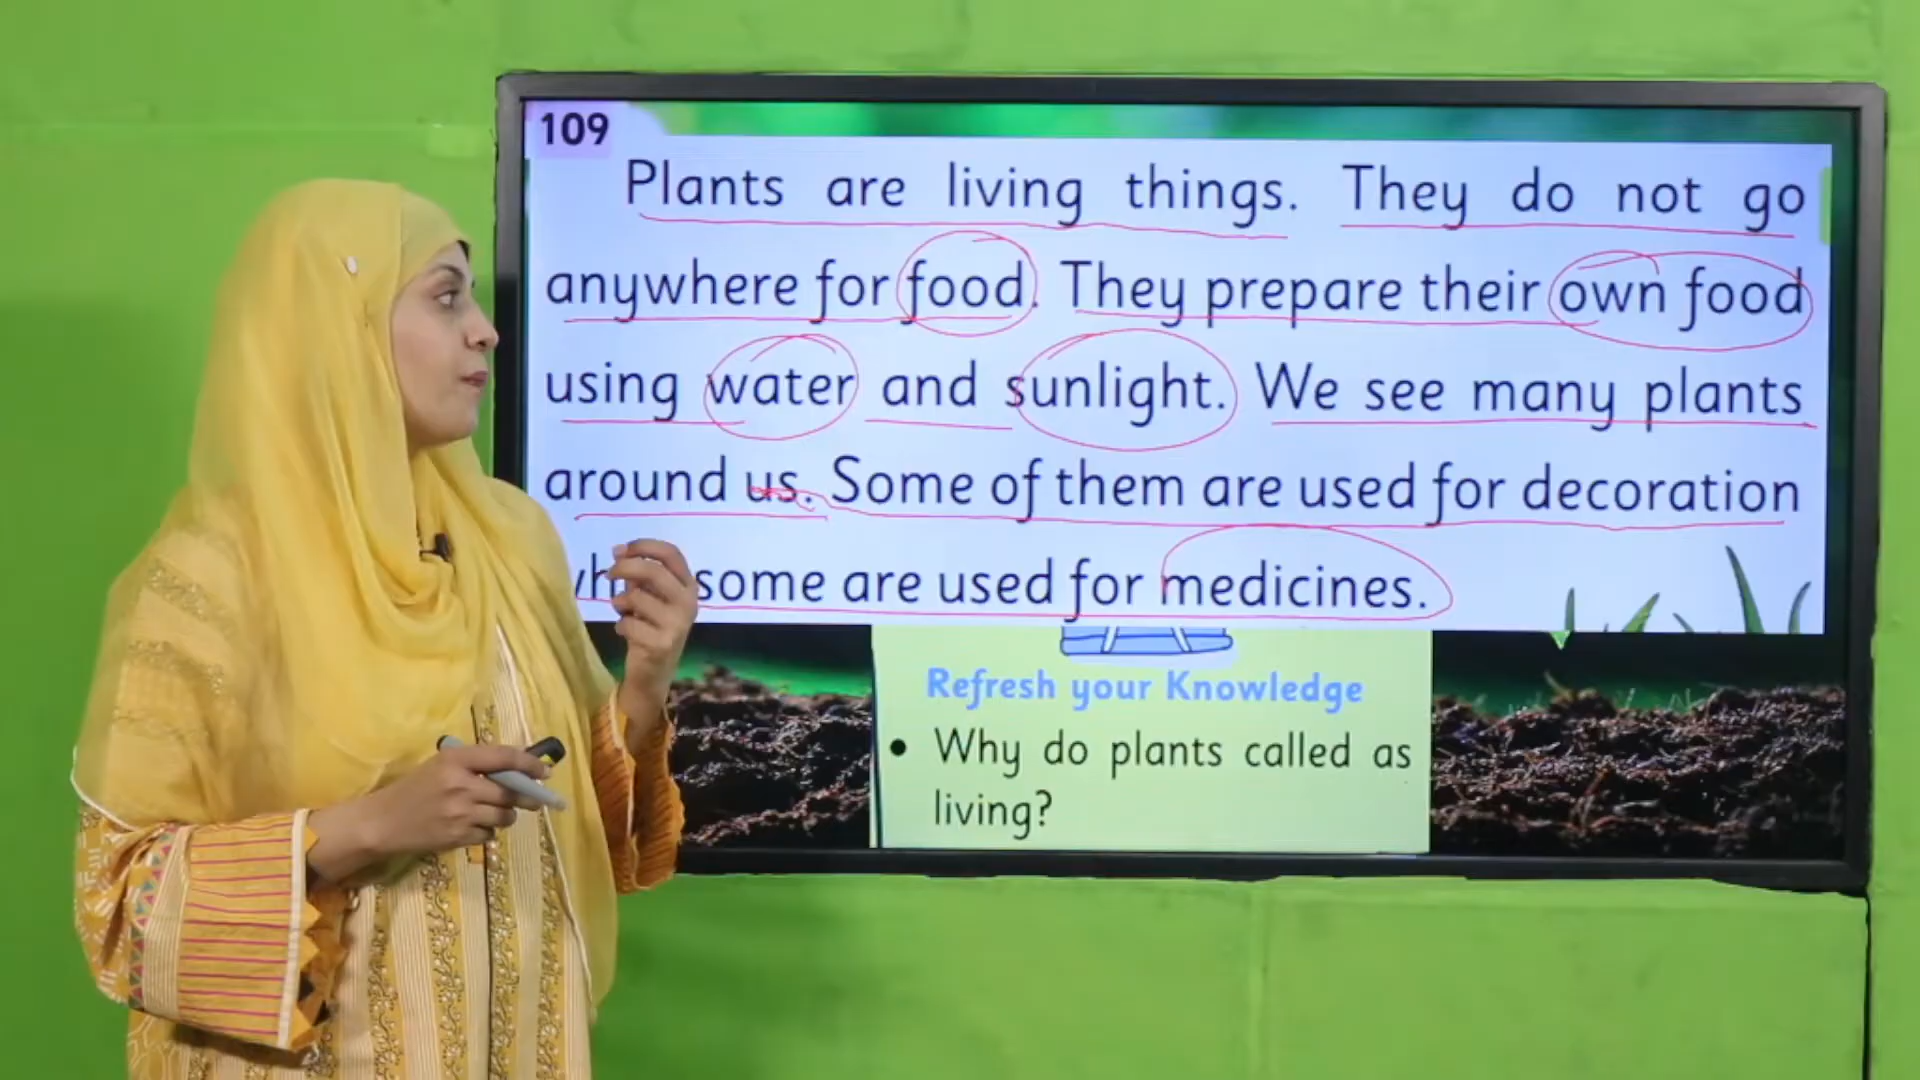 109
Plants are living things. They do not go
anywhere for food. They prepare their own food
using water and sunlight. We see many plants
around us. Some of them are used for decoration
some are used for medicines.
Refresh your Knowledge
• Why do plants called as
living?